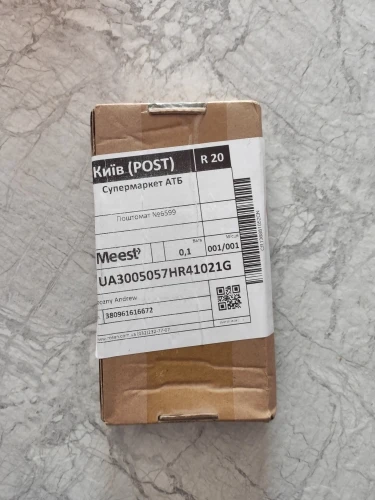 Київ (POST) R 20
Супермаркет АТБ
Поштомат №6599
Meest
0,1 001/001
UA3005057HR41021G
Andrew
380961616672